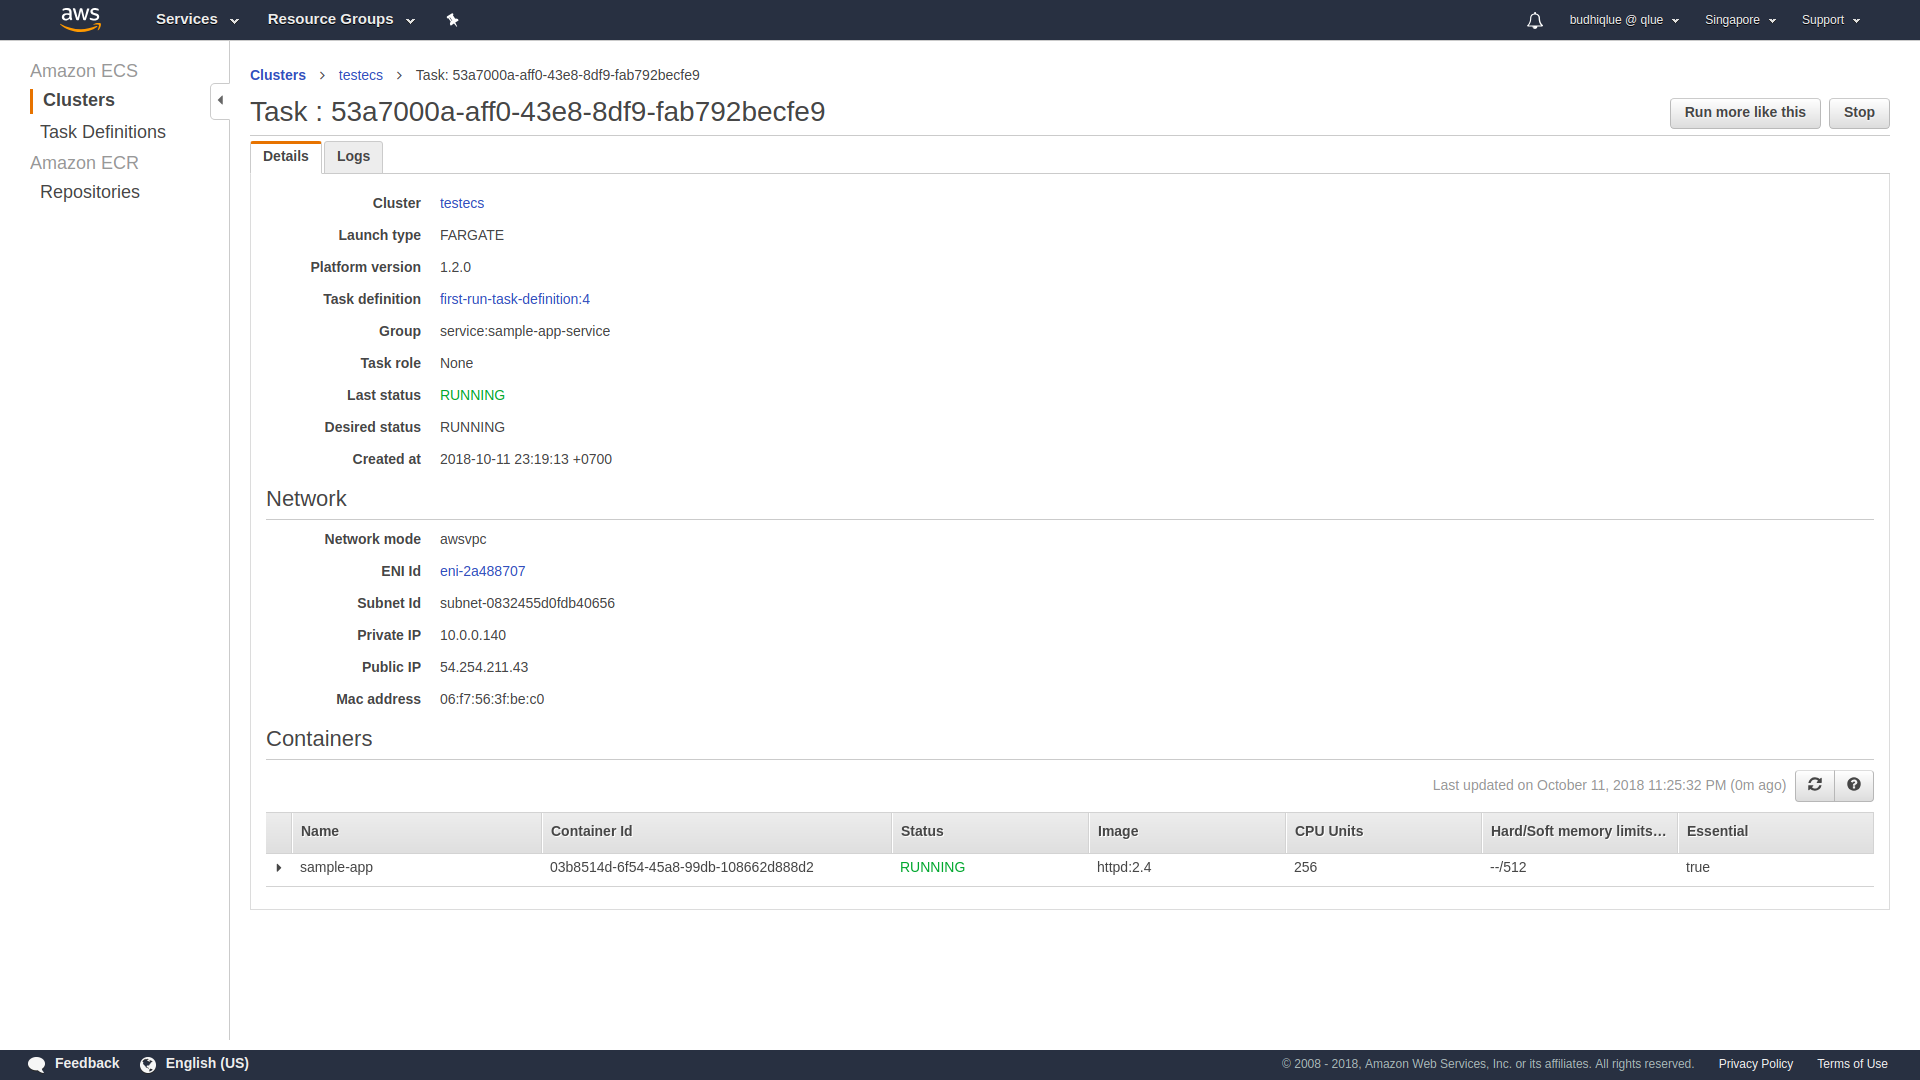 aws Services Resource Groups budhiqlue @ qlue Singapore Support
Amazon ECS
Clusters
Task Definitions
Amazon ECR
Repositories
Clusters > testecs > Task: 53a7000a-aff0-43e8-8df9-fab792becfe9
Task : 53a7000a-aff0-43e8-8df9-fab792becfe9
Run more like this Stop
Details Logs
Cluster testecs
Launch type FARGATE
Platform version 1.2.0
Task definition first-run-task-definition:4
Group service:sample-app-service
Task role None
Last status RUNNING
Desired status RUNNING
Created at 2018-10-11 23:19:13 +0700
Network
Network mode awsvpc
ENI Id eni-2a488707
Subnet Id subnet-0832455d0fdb40656
Private IP 10.0.0.140
Public IP 54.254.211.43
Mac address 06:f7:56:3f:be:c0
Containers
Last updated on October 11, 2018 11:25:32 PM (0m ago)
Name Container Id Status Image CPU Units Hard/Soft memory limits... Essential
sample-app 03b8514d-6f54-45a8-99db-108662d888d2 RUNNING httpd:2.4 256 --/512 true
Feedback English (US) © 2008 - 2018, Amazon Web Services, Inc. or its affiliates. All rights reserved. Privacy Policy Terms of Use